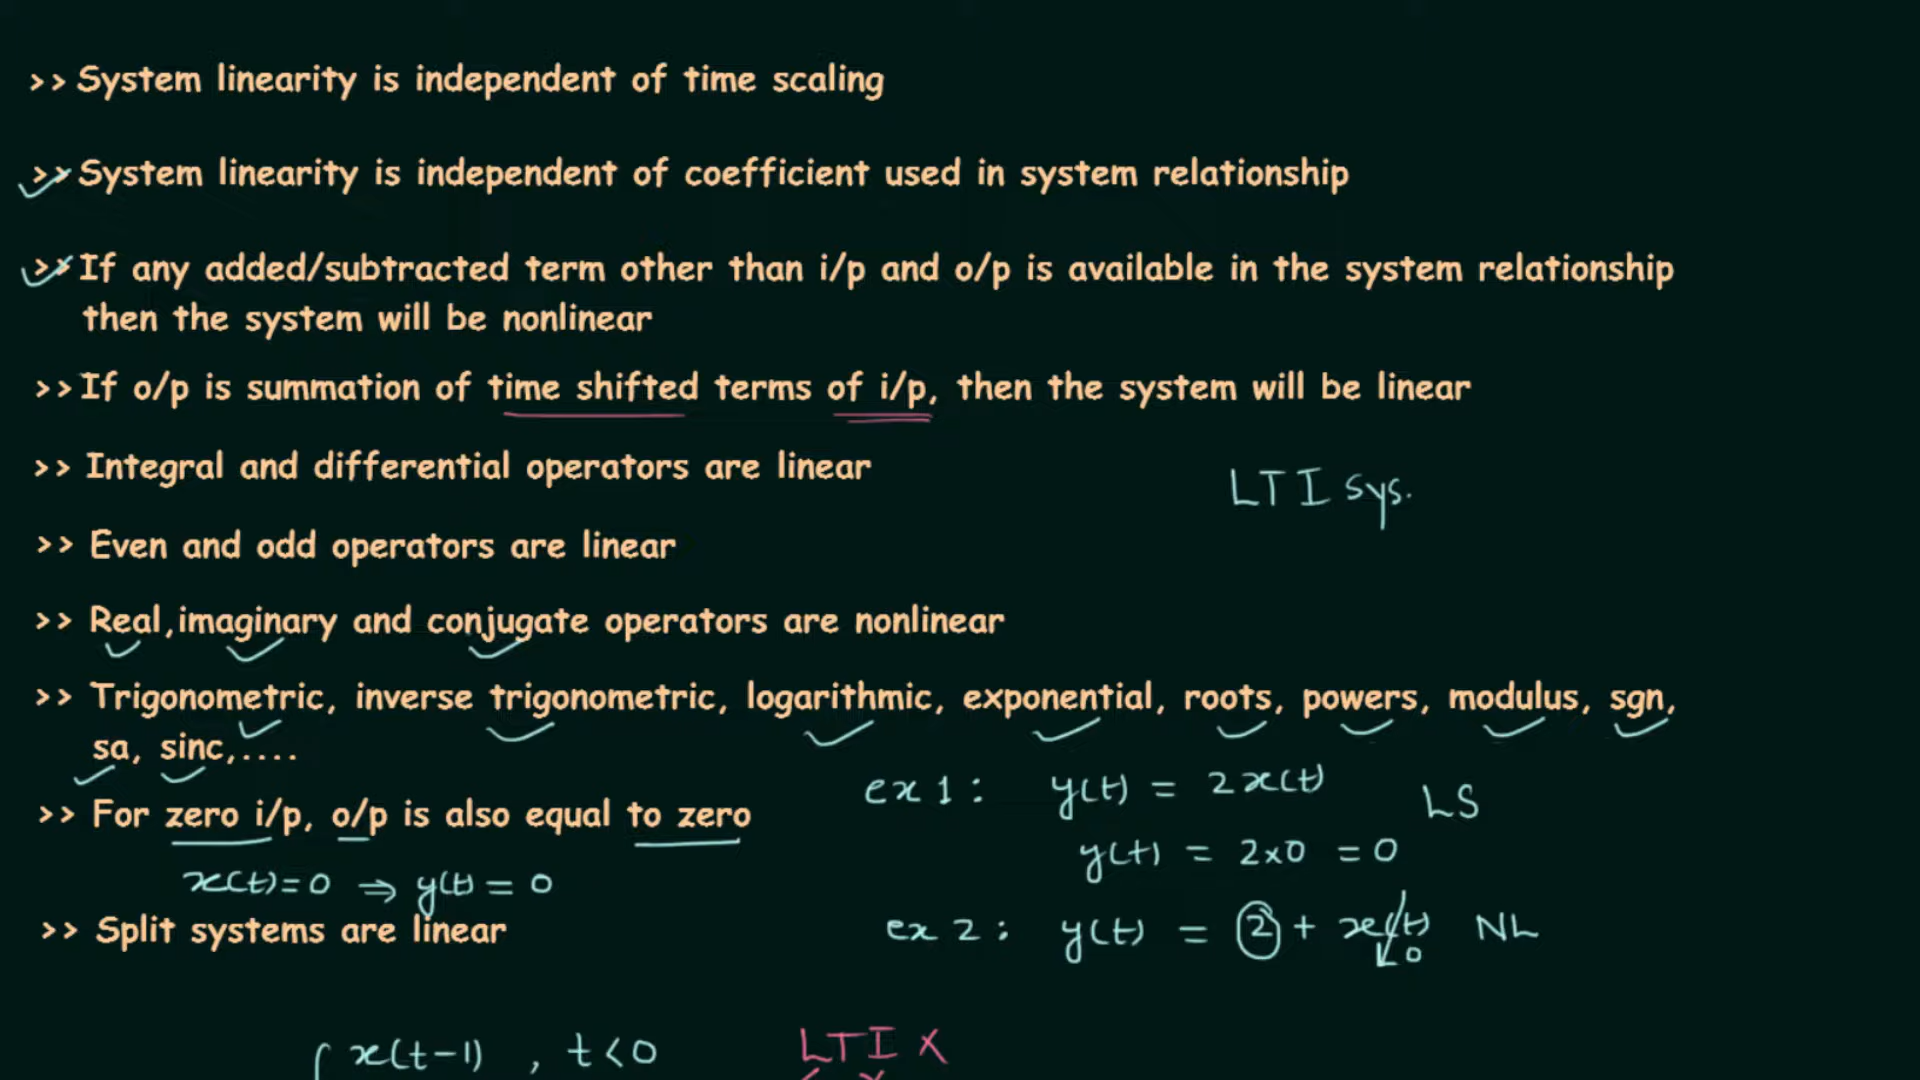 >> System linearity is independent of time scaling
>> System linearity is independent of coefficient used in system relationship
>> If any added/subtracted term other than i/p and o/p is available in the system relationship
then the system will be nonlinear
>> If o/p is summation of time shifted terms of i/p, then the system will be linear
>> Integral and differential operators are linear
LTI sys.
>> Even and odd operators are linear
>> Real,imaginary and conjugate operators are nonlinear
>> Trigonometric, inverse trigonometric, logarithmic, exponential, roots, powers, modulus, sgn,
sa, sinc,....
ex 1: y(t) = 2x(t) LS
>> For zero i/p, o/p is also equal to zero
y(t) = 2×0 = 0
x(t)=0 ⇒ y(t) = 0
>> Split systems are linear
ex 2: y(t) = 2 + x(t) NL
0
x(t-1) , t<0 LTI X